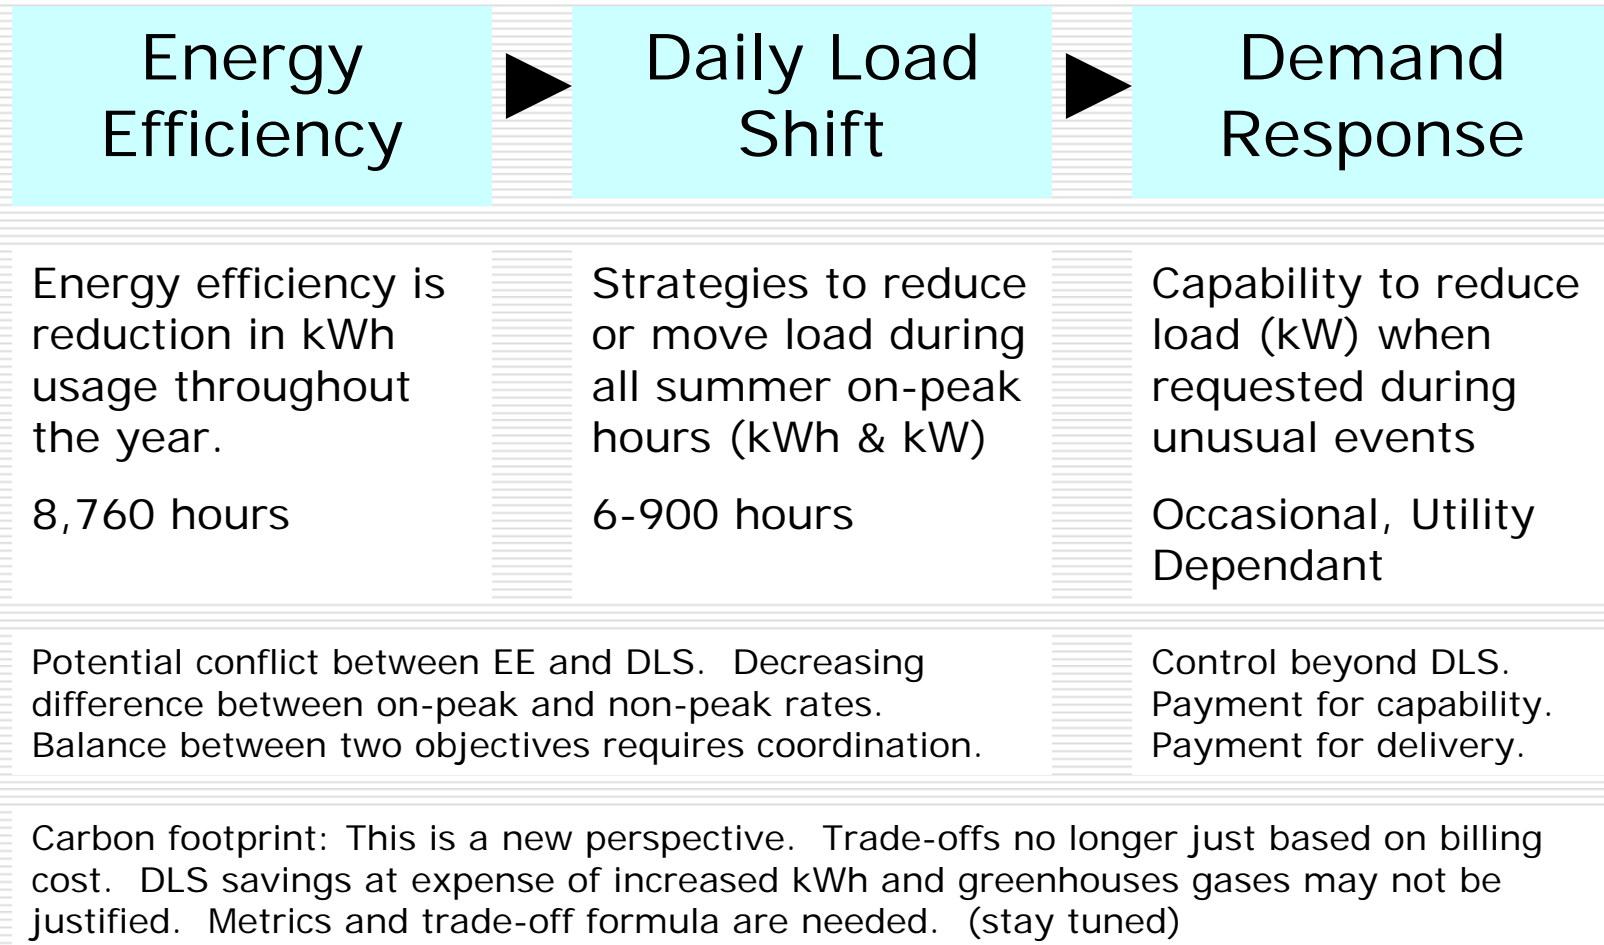 Energy
Efficiency
Daily Load
Shift
Demand
Response
Energy efficiency is
reduction in kWh
usage throughout
the year.
8,760 hours
Strategies to reduce
or move load during
all summer on-peak
hours (kWh & kW)
6-900 hours
Capability to reduce
load (kW) when
requested during
unusual events
Occasional, Utility
Dependant
Potential conflict between EE and DLS. Decreasing
difference between on-peak and non-peak rates.
Balance between two objectives requires coordination.
Control beyond DLS.
Payment for capability.
Payment for delivery.
Carbon footprint: This is a new perspective. Trade-offs no longer just based on billing
cost. DLS savings at expense of increased kWh and greenhouses gases may not be
justified. Metrics and trade-off formula are needed. (stay tuned)